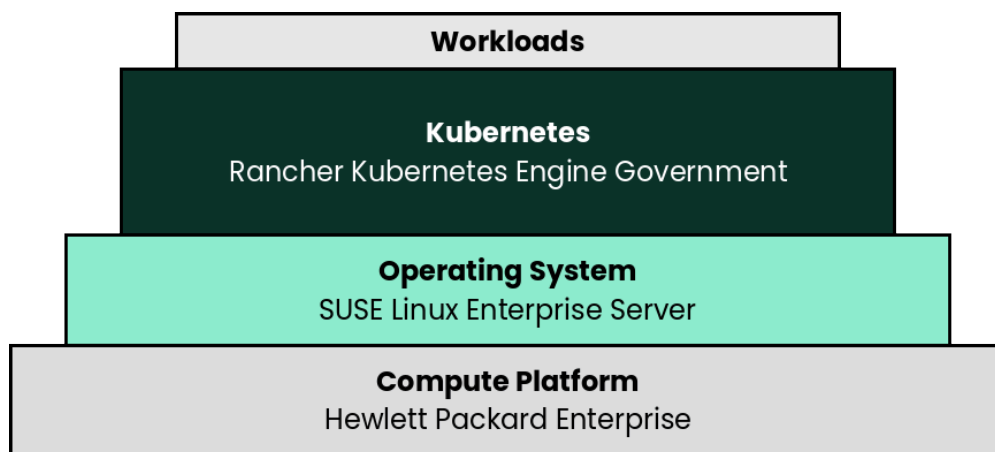 Workloads
Kubernetes
Rancher Kubernetes Engine Government
Operating System
SUSE Linux Enterprise Server
Compute Platform
Hewlett Packard Enterprise